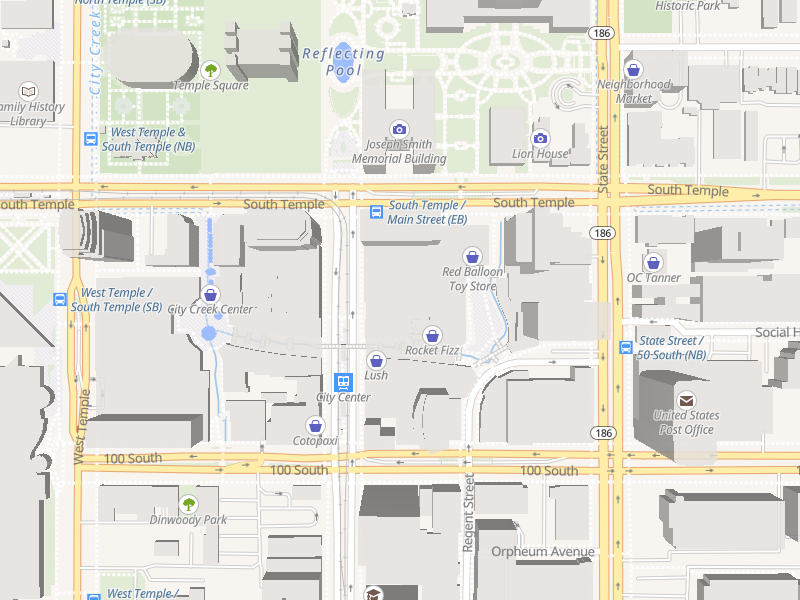 North Temple (SB)
City Creek
186
Historic Park
Reflecting
Pool
Temple Square
Neighborhood
Market
Family History
Library
West Temple &
South Temple (NB)
Joseph Smith
Memorial Building
Lion House
State Street
South Temple
South Temple
South Temple
South Temple
South Temple /
Main Street (EB)
186
Red Balloon
Toy Store
OC Tanner
West Temple /
South Temple (SB)
City Creek Center
Social H
Rocket Fizz
State Street /
50 South (NB)
Lush
City Center
West Temple
United States
Post Office
Cotopaxi
186
100 South
100 South
100 South
Regent Street
Dinwoody Park
Orpheum Avenue
West Temple /